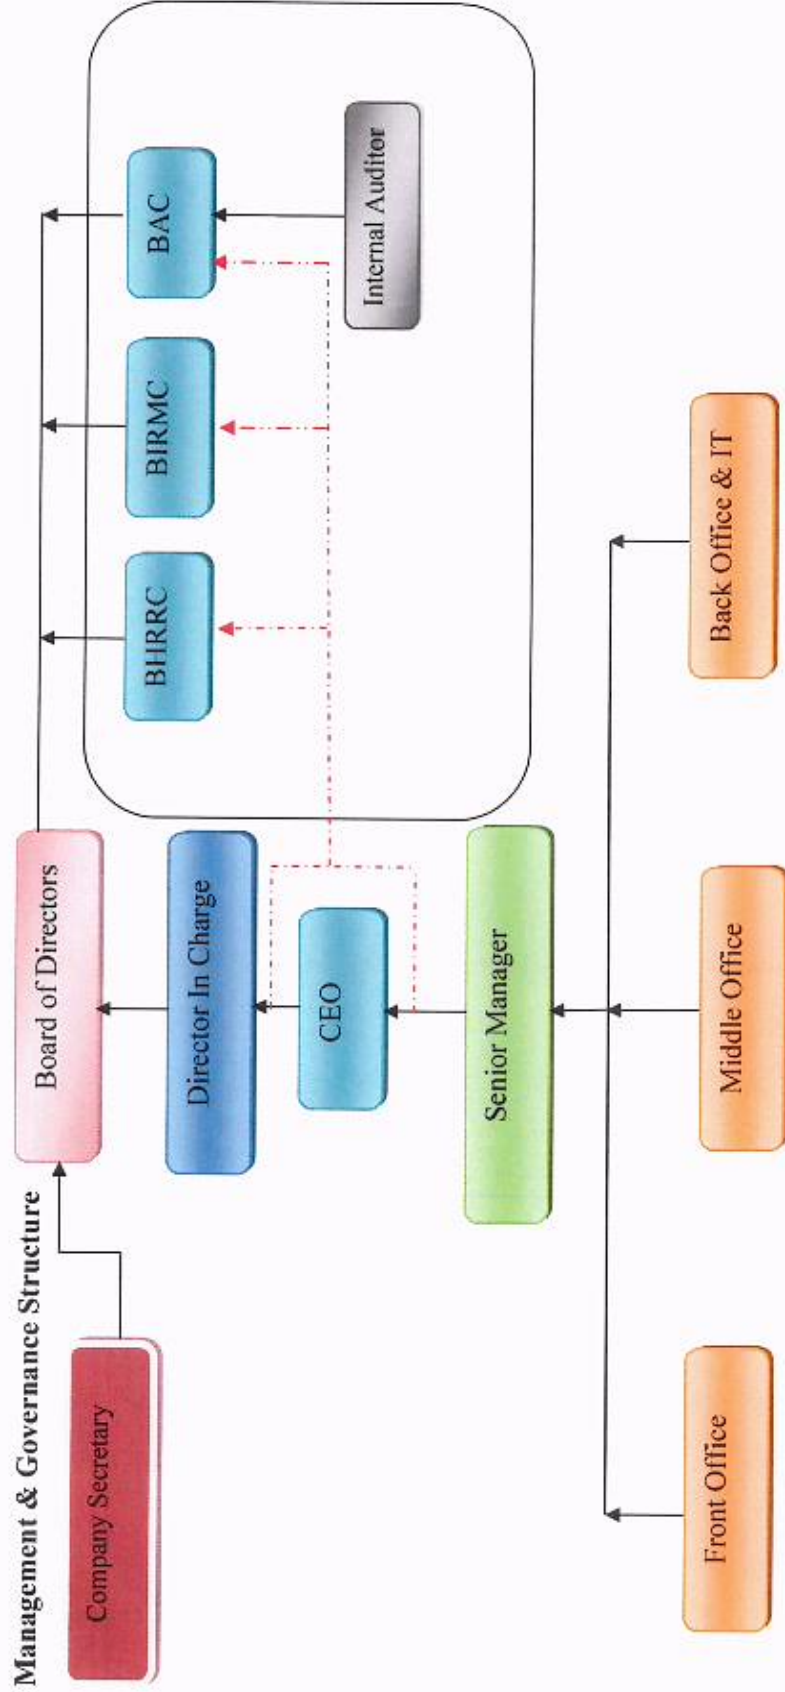 Management & Governance Structure
Company Secretary
Board of Directors
Director In Charge
CEO
Senior Manager
BHRRC
BIRMC
BAC
Internal Auditor
Front Office
Middle Office
Back Office & IT